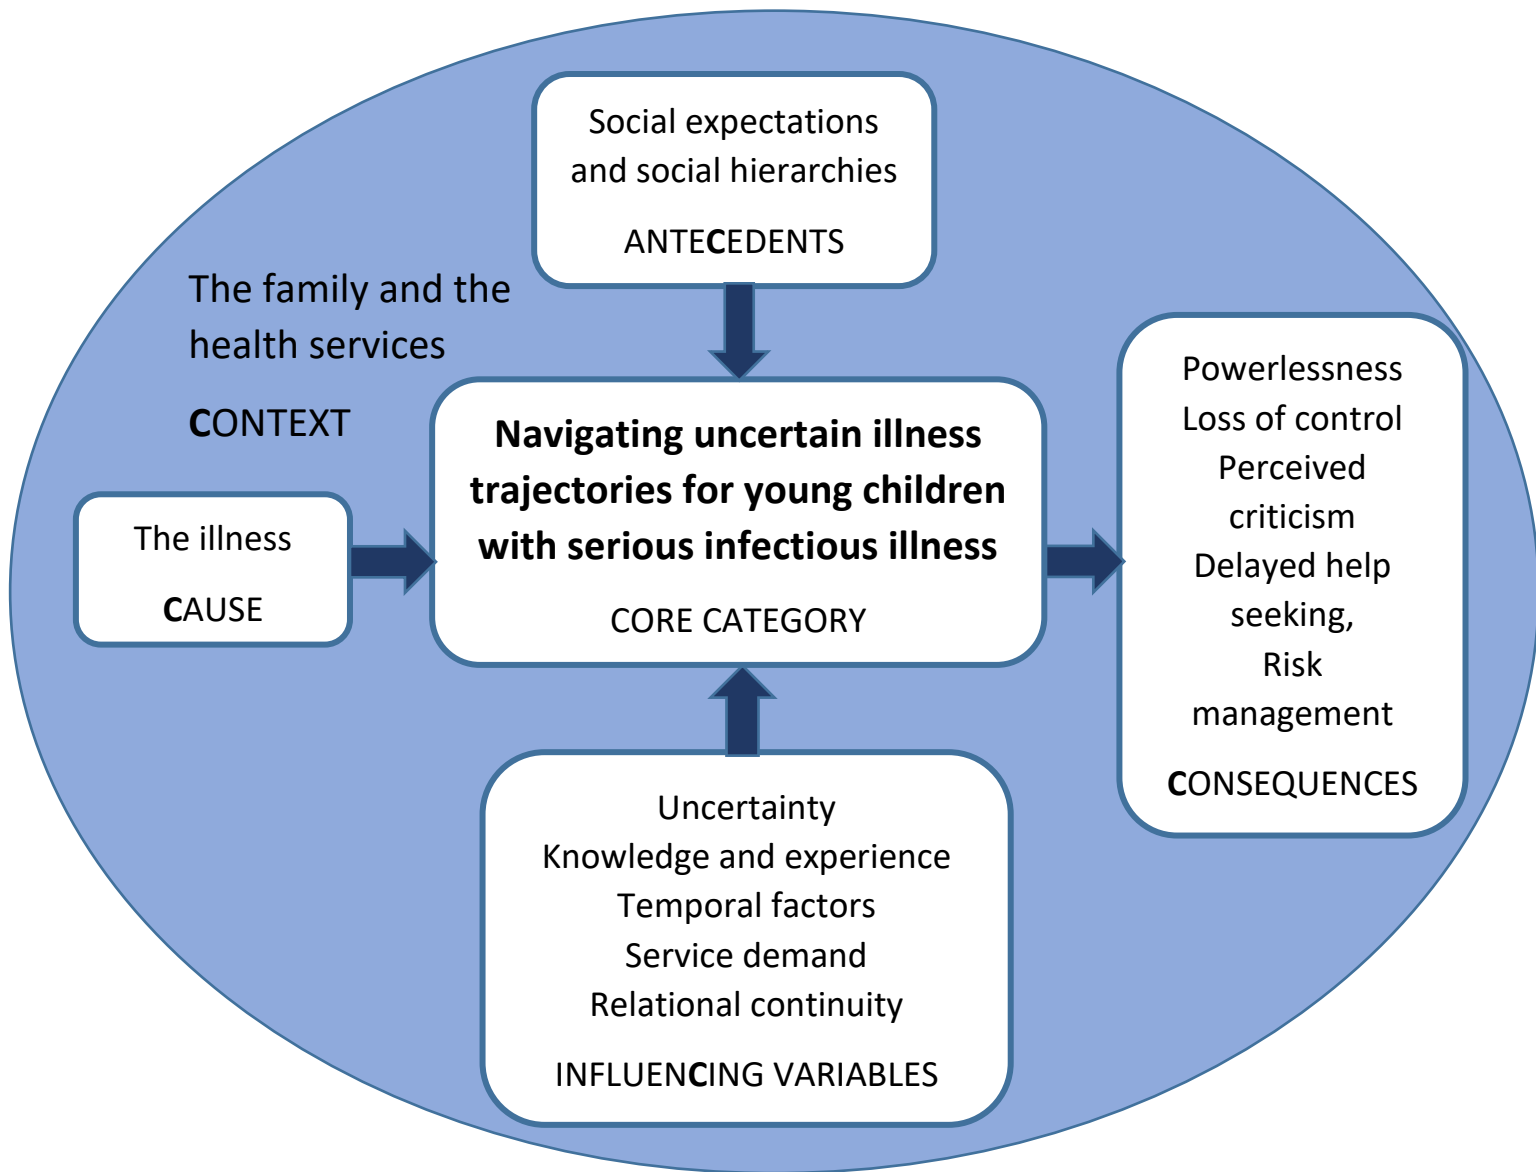 Social expectations
and social hierarchies
ANTECEDENTS
The family and the
health services
CONTEXT
The illness
CAUSE
Navigating uncertain illness
trajectories for young children
with serious infectious illness
CORE CATEGORY
Powerlessness
Loss of control
Perceived
criticism
Delayed help
seeking,
Risk
management
CONSEQUENCES
Uncertainty
Knowledge and experience
Temporal factors
Service demand
Relational continuity
INFLUENCING VARIABLES